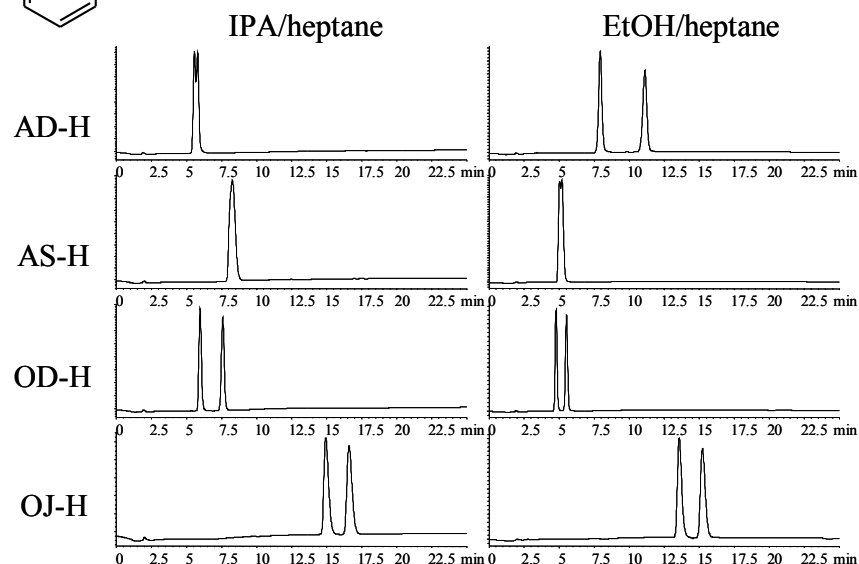 IPA/heptane EtOH/heptane
AD-H
0 2.5 5 7.5 10 12.5 15 17.5 20 22.5 min 0 2.5 5 7.5 10 12.5 15 17.5 20 22.5 min
AS-H
0 2.5 5 7.5 10 12.5 15 17.5 20 22.5 min 0 2.5 5 7.5 10 12.5 15 17.5 20 22.5 min
OD-H
0 2.5 5 7.5 10 12.5 15 17.5 20 22.5 min 0 2.5 5 7.5 10 12.5 15 17.5 20 22.5 min
OJ-H
0 2.5 5 7.5 10 12.5 15 17.5 20 22.5 min 0 2.5 5 7.5 10 12.5 15 17.5 20 22.5 min